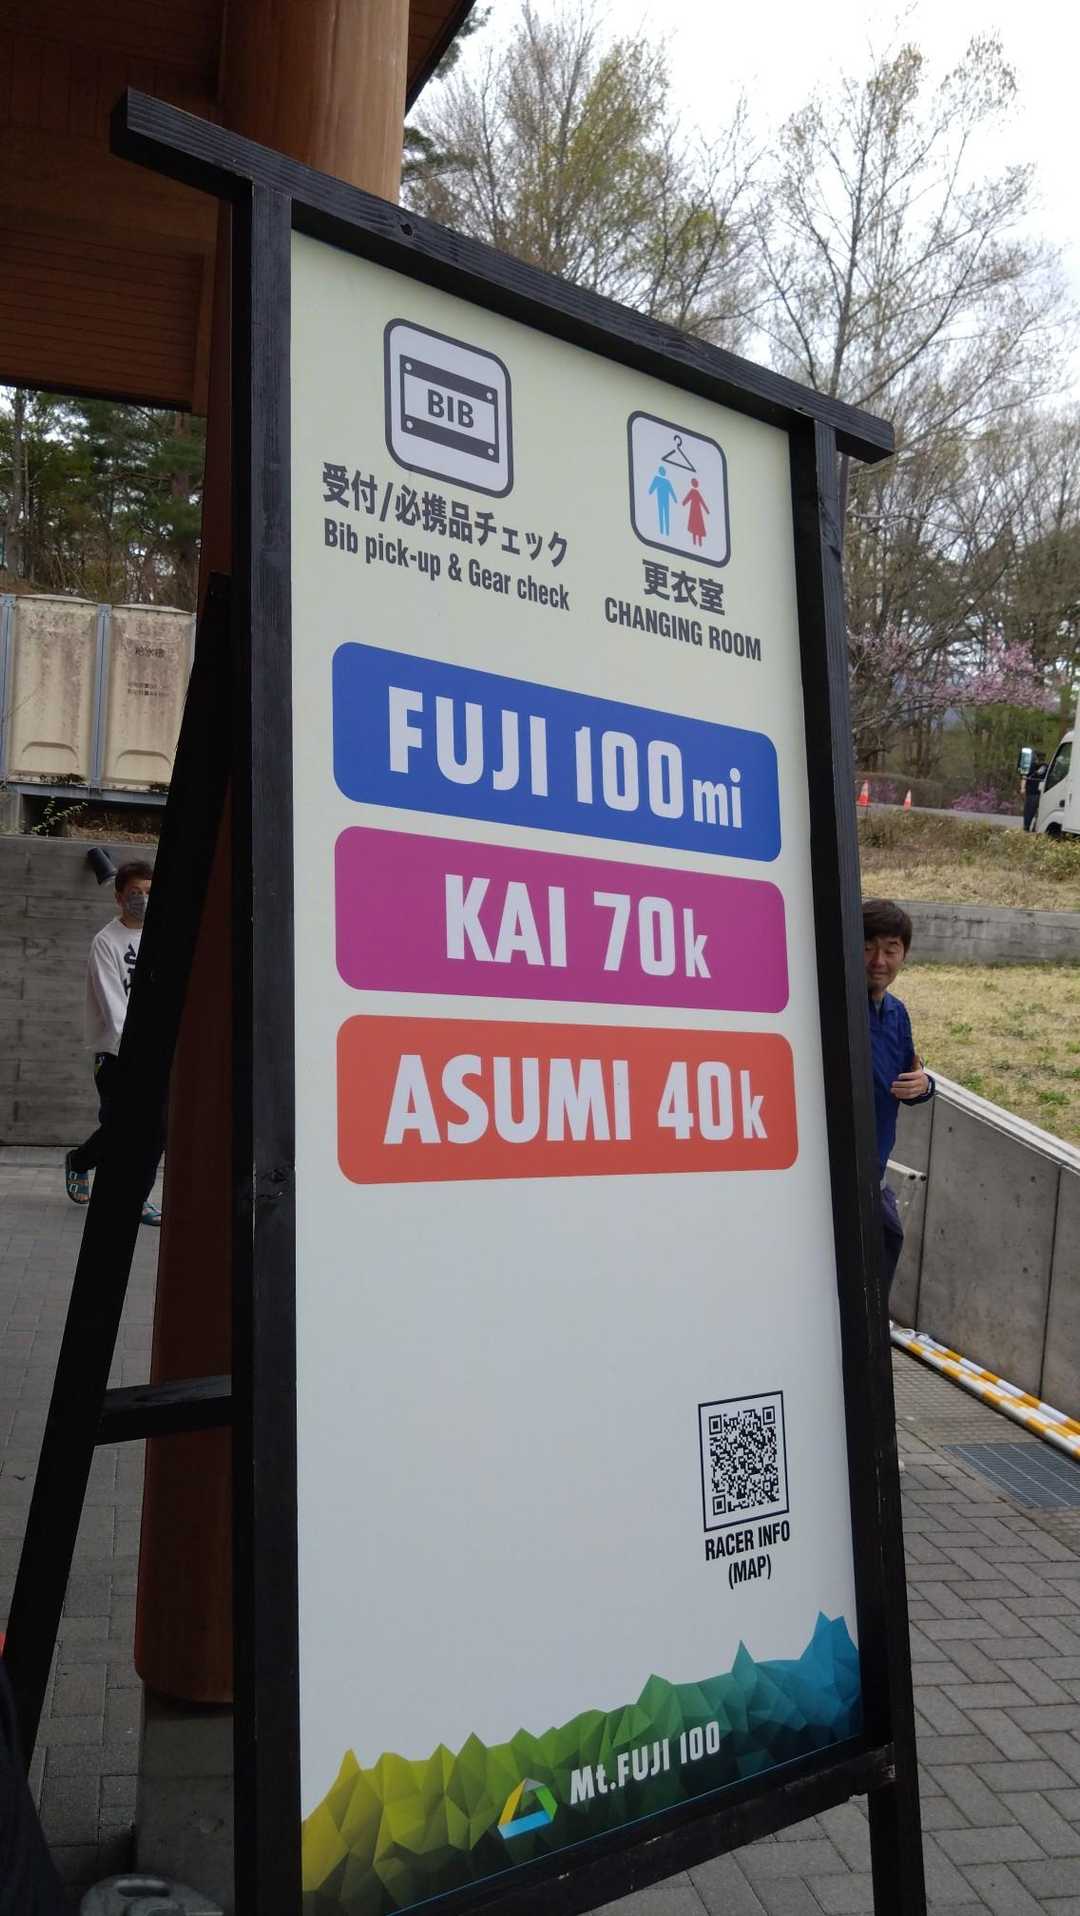 BIB
受付/必携品チェック
Bib pick-up & Gear check
更衣室
CHANGING ROOM
FUJI 100mi
KAI 70k
ASUMI 40k
RACER INFO
(MAP)
Mt.FUJI 100